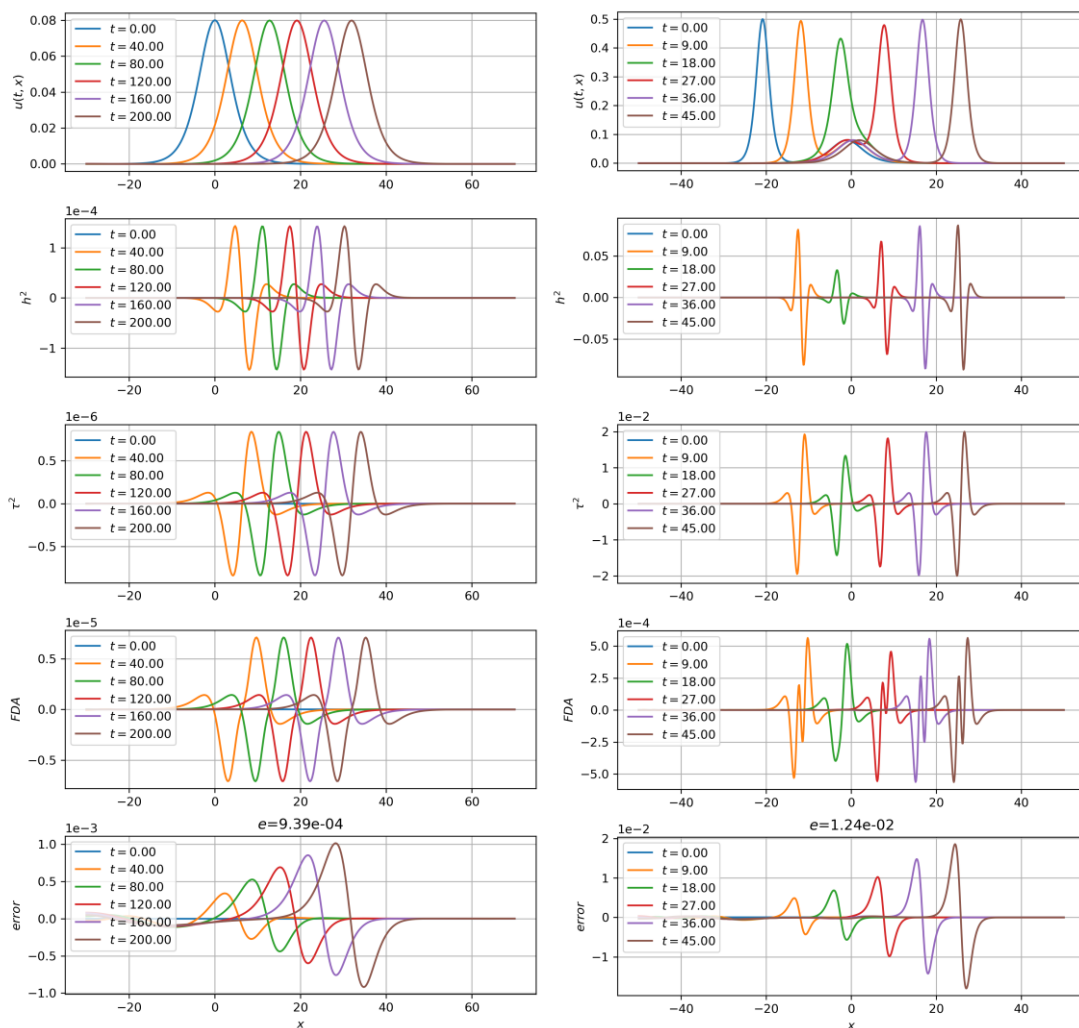 0.08
0.06
0.04
0.02
0.00
u(t, x)
t = 0.00
t = 40.00
t = 80.00
t = 120.00
t = 160.00
t = 200.00
−20 0 20 40 60
0.5
0.4
0.3
0.2
0.1
0.0
u(t, x)
t = 0.00
t = 9.00
t = 18.00
t = 27.00
t = 36.00
t = 45.00
−40 −20 0 20 40
1e−4
1
0
−1
h²
t = 0.00
t = 40.00
t = 80.00
t = 120.00
t = 160.00
t = 200.00
−20 0 20 40 60
0.05
0.00
−0.05
h²
t = 0.00
t = 9.00
t = 18.00
t = 27.00
t = 36.00
t = 45.00
−40 −20 0 20 40
1e−6
0.5
0.0
−0.5
τ²
t = 0.00
t = 40.00
t = 80.00
t = 120.00
t = 160.00
t = 200.00
−20 0 20 40 60
1e−2
2
1
0
−1
−2
τ²
t = 0.00
t = 9.00
t = 18.00
t = 27.00
t = 36.00
t = 45.00
−40 −20 0 20 40
1e−5
0.5
0.0
−0.5
FDA
t = 0.00
t = 40.00
t = 80.00
t = 120.00
t = 160.00
t = 200.00
−20 0 20 40 60
1e−4
5.0
2.5
0.0
−2.5
−5.0
FDA
t = 0.00
t = 9.00
t = 18.00
t = 27.00
t = 36.00
t = 45.00
−40 −20 0 20 40
1e−3
e=9.39e-04
1.0
0.5
0.0
−0.5
−1.0
error
t = 0.00
t = 40.00
t = 80.00
t = 120.00
t = 160.00
t = 200.00
−20 0 20 40 60
x
1e−2
e=1.24e-02
2
1
0
−1
error
t = 0.00
t = 9.00
t = 18.00
t = 27.00
t = 36.00
t = 45.00
−40 −20 0 20 40
x